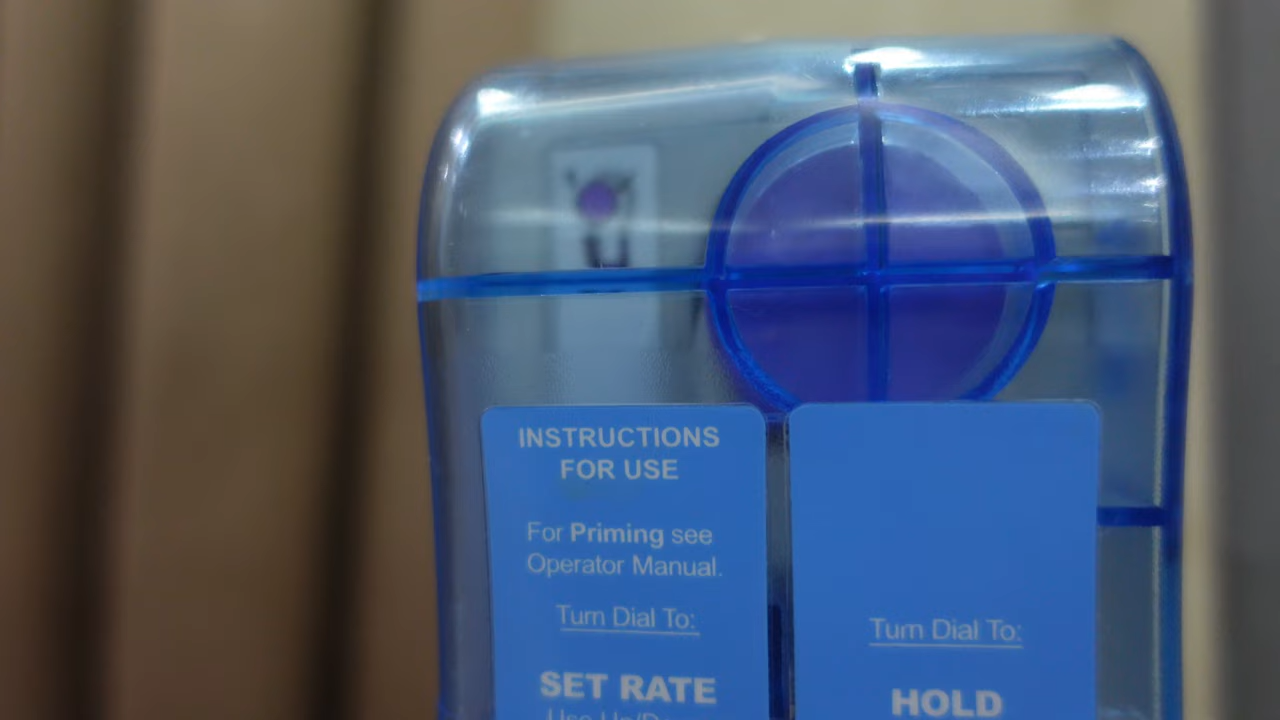 INSTRUCTIONS
FOR USE
For Priming see
Operator Manual.
Turn Dial To:
SET RATE
Turn Dial To:
HOLD